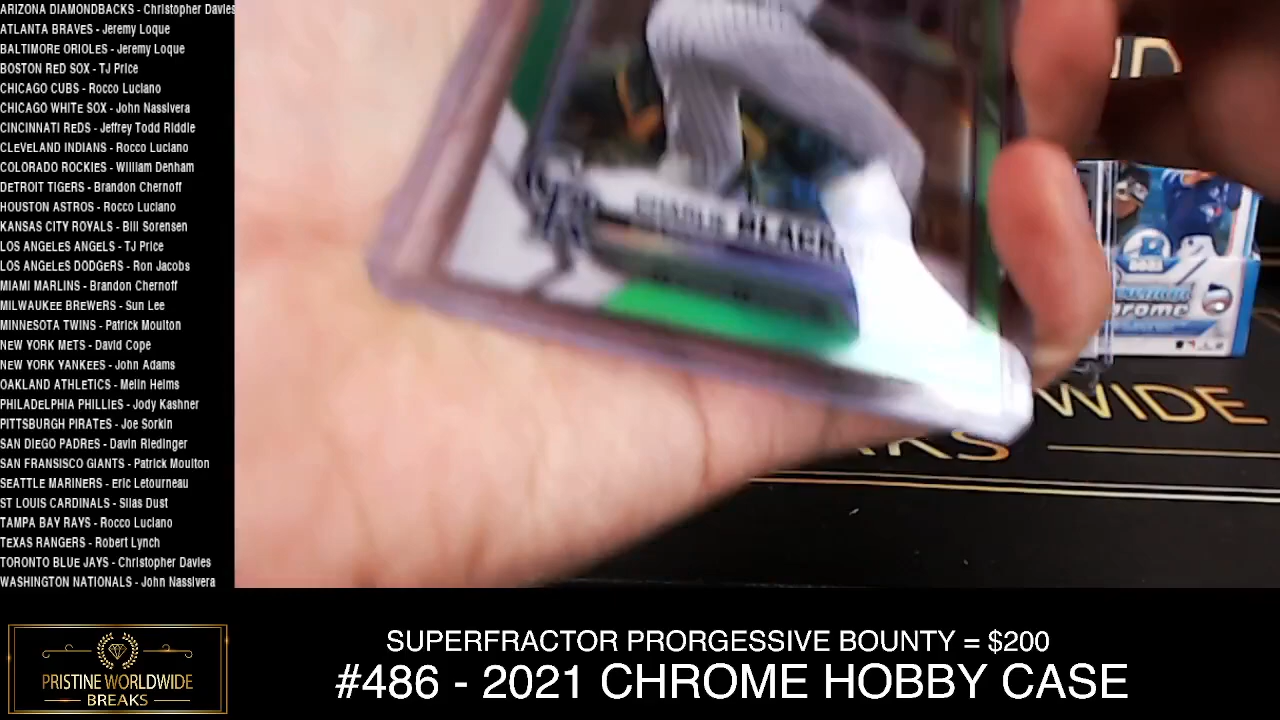 ARIZONA DIAMONDBACKS - Christopher Davies
ATLANTA BRAVES - Jeremy Loque
BALTIMORE ORIOLES - Jeremy Loque
BOSTON RED SOX - TJ Price
CHICAGO CUBS - Rocco Luciano
CHICAGO WHITE SOX - John Nassivera
CINCINNATI REDS - Jeffrey Todd Riddle
CLEVELAND INDIANS - Rocco Luciano
COLORADO ROCKIES - William Denham
DETROIT TIGERS - Brandon Chernoff
HOUSTON ASTROS - Rocco Luciano
KANSAS CITY ROYALS - Bill Sorensen
LOS ANGELES ANGELS - TJ Price
LOS ANGELES DODGERS - Ron Jacobs
MIAMI MARLINS - Brandon Chernoff
MILWAUKEE BREWERS - Sun Lee
MINNESOTA TWINS - Patrick Moulton
NEW YORK METS - David Cope
NEW YORK YANKEES - John Adams
OAKLAND ATHLETICS - Melin Helms
PHILADELPHIA PHILLIES - Jody Kashner
PITTSBURGH PIRATES - Joe Sorkin
SAN DIEGO PADRES - Davin Riedinger
SAN FRANSISCO GIANTS - Patrick Moulton
SEATTLE MARINERS - Eric Letourneau
ST LOUIS CARDINALS - Silas Dust
TAMPA BAY RAYS - Rocco Luciano
TEXAS RANGERS - Robert Lynch
TORONTO BLUE JAYS - Christopher Davies
WASHINGTON NATIONALS - John Nassivera
CHARLIE BLACK
2021
hrome
WIDE
AKS
PRISTINE WORLDWIDE
BREAKS
SUPERFRACTOR PRORGESSIVE BOUNTY = $200
#486 - 2021 CHROME HOBBY CASE